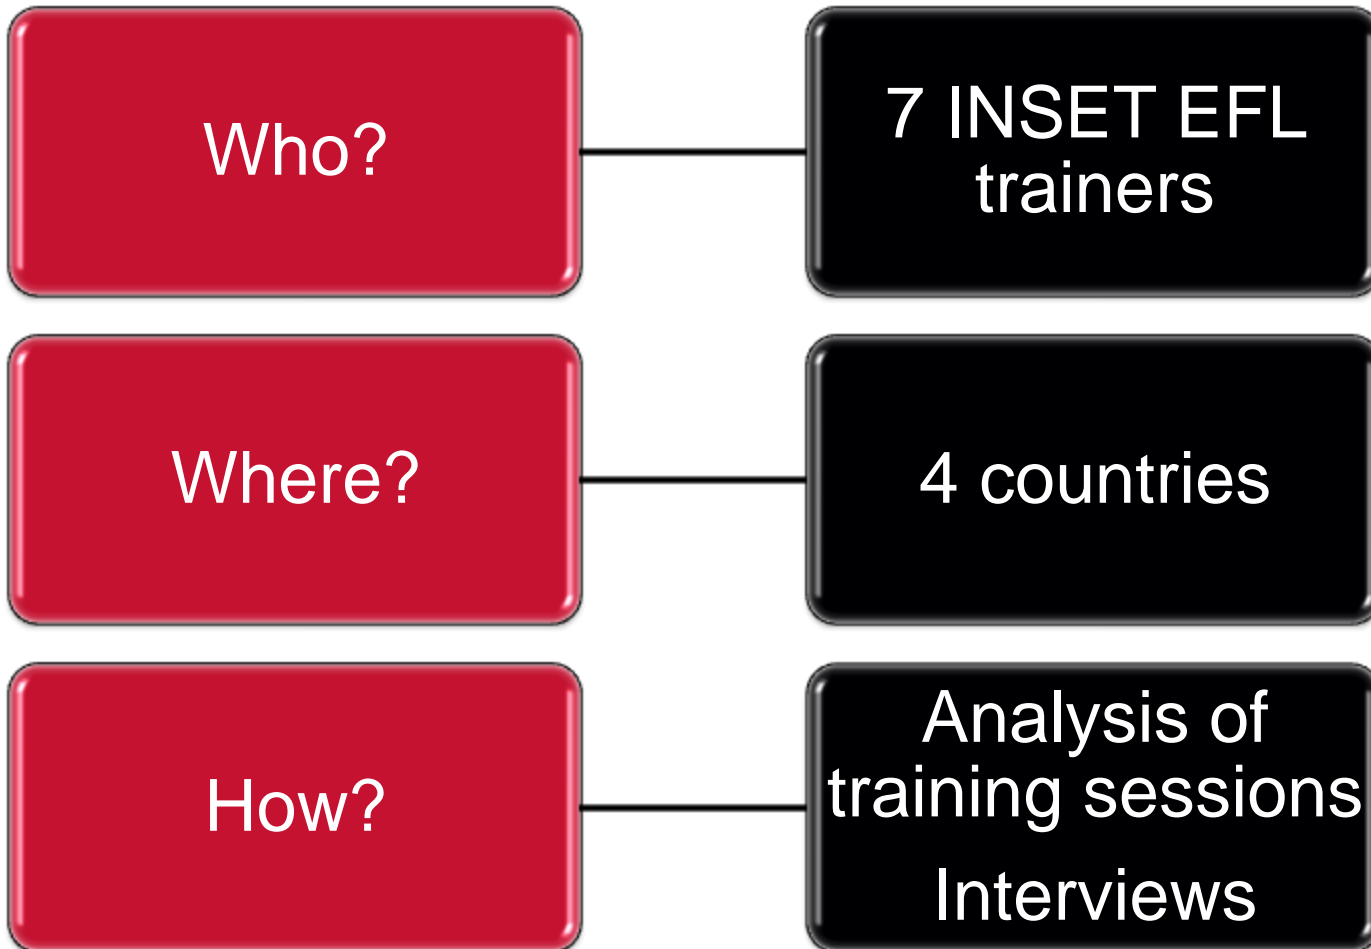 Who?
7 INSET EFL
trainers
Where?
4 countries
How?
Analysis of
training sessions
Interviews